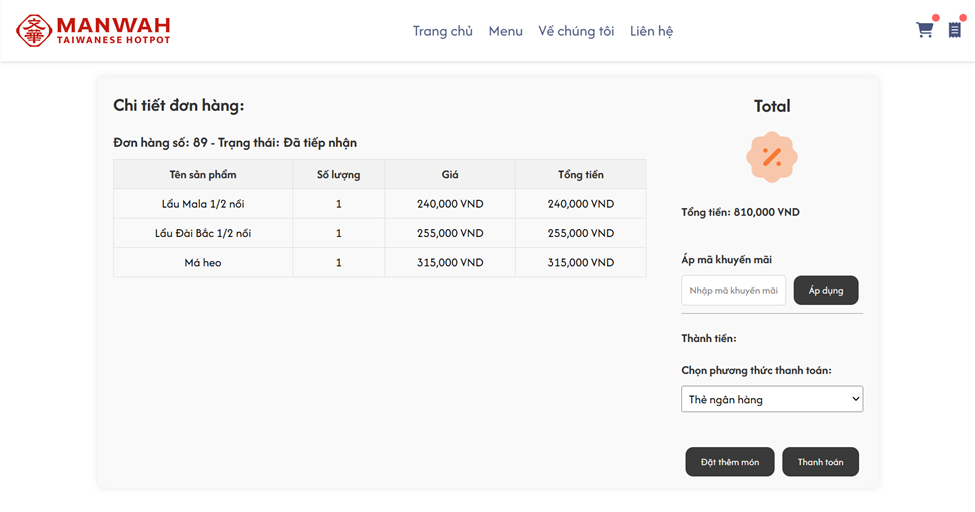 MANWAH
TAIWANESE HOTPOT
Trang chủ Menu Về chúng tôi Liên hệ
Chi tiết đơn hàng:
Đơn hàng số: 89 - Trạng thái: Đã tiếp nhận
Tên sản phẩm Số lượng Giá Tổng tiền
Lẩu Mala 1/2 nồi 1 240,000 VND 240,000 VND
Lẩu Đài Bắc 1/2 nồi 1 255,000 VND 255,000 VND
Má heo 1 315,000 VND 315,000 VND
Total
%
Tổng tiền: 810,000 VND
Áp mã khuyến mãi
Nhập mã khuyến mãi Áp dụng
Thành tiền:
Chọn phương thức thanh toán:
Thẻ ngân hàng
Đặt thêm món Thanh toán